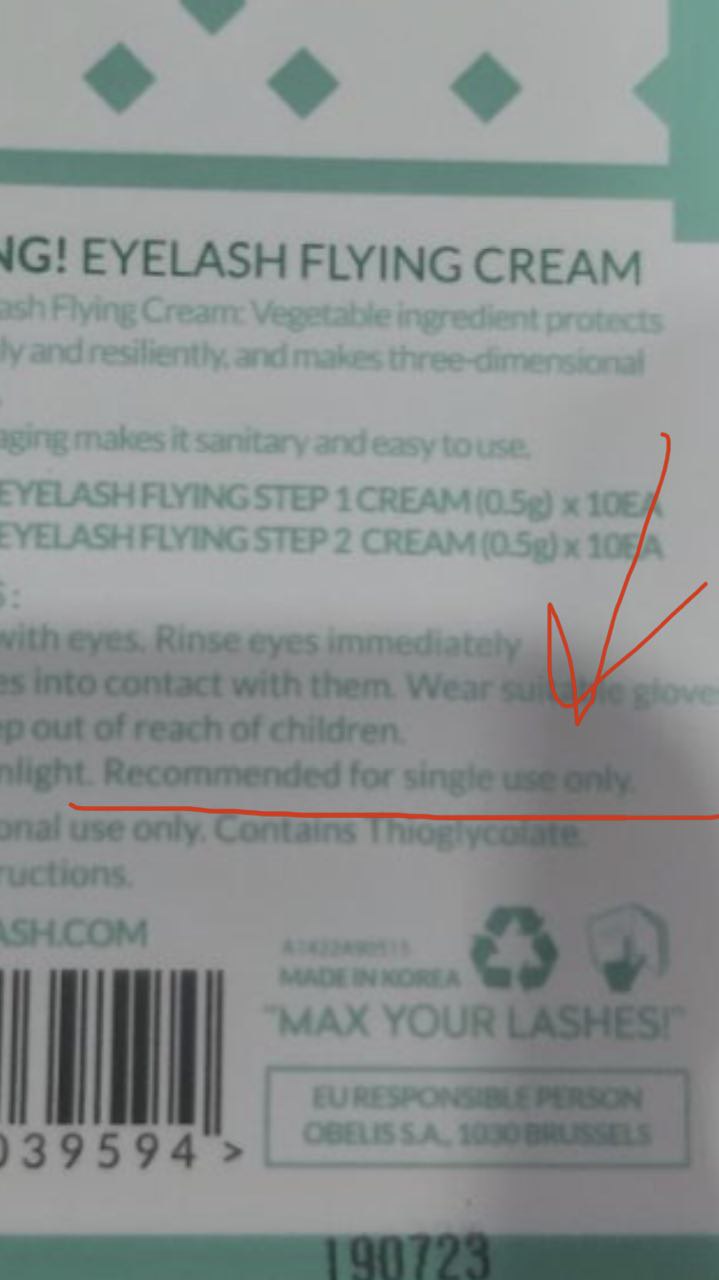 NG! EYELASH FLYING CREAM
ash Flying Cream: Vegetable ingredient protects
ly and resiliently, and makes three-dimensional
aging makes it sanitary and easy to use.
EYELASH FLYING STEP 1 CREAM (0.5g) x 10EA
EYELASH FLYING STEP 2 CREAM (0.5g) x 10EA
S:
with eyes. Rinse eyes immediately
es into contact with them. Wear suitable glove
ep out of reach of children.
nlight. Recommended for single use only.
onal use only. Contains Thioglycolate.
ructions.
ASH.COM
MADE IN KOREA
"MAX YOUR LASHES!"
EU RESPONSIBLE PERSON
OBELIS S.A., 1030 BRUSSELS
039594 >
190723